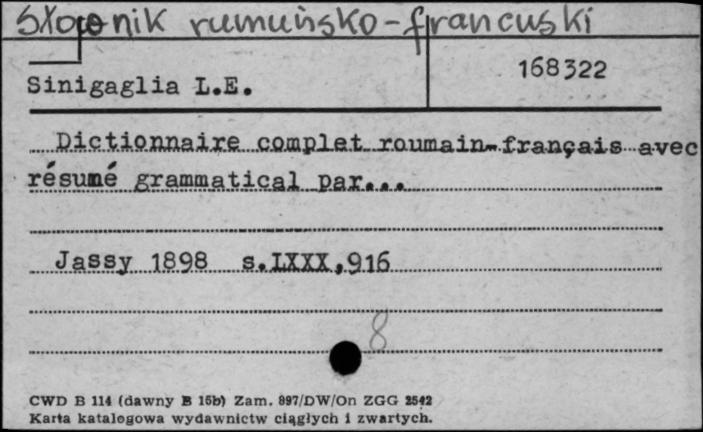 Słownik rumuńsko-francuski
168322
Sinigaglia L.E.
Dictionnaire complet roumain-français avec
résumé grammatical par...
Jassy 1898 s.LXXX,916
8
CWD B 114 (dawny B 15b) Zam. 897/DW/On ZGG 2542
Karta katalogowa wydawnictw ciągłych i zwartych.